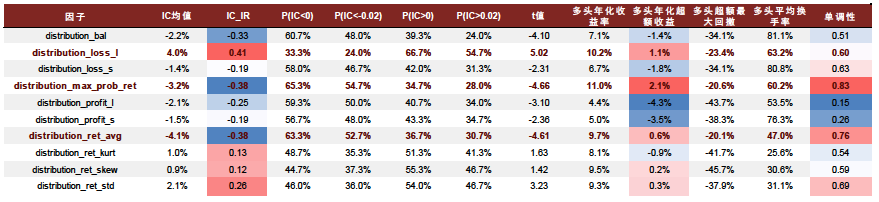 因子 IC均值 IC_IR P(IC<0) P(IC<-0.02) P(IC>0) P(IC>0.02) t值 多头年化收益率 多头年化超额收益 多头超额最大回撤 多头平均换手率 单调性
distribution_bal -2.2% -0.33 60.7% 48.0% 39.3% 24.0% -4.10 7.1% -1.4% -34.1% 81.1% 0.51
distribution_loss_l 4.0% 0.41 33.3% 24.0% 66.7% 54.7% 5.02 10.2% 1.1% -23.4% 63.2% 0.60
distribution_loss_s -1.4% -0.19 58.0% 46.7% 42.0% 31.3% -2.31 6.7% -1.8% -34.1% 80.8% 0.63
distribution_max_prob_ret -3.2% -0.38 65.3% 54.7% 34.7% 28.0% -4.66 11.0% 2.1% -20.6% 60.2% 0.83
distribution_profit_l -2.1% -0.25 59.3% 50.0% 40.7% 34.0% -3.10 4.4% -4.3% -43.7% 53.5% 0.15
distribution_profit_s -1.5% -0.19 56.7% 48.0% 43.3% 34.7% -2.36 5.0% -3.5% -38.3% 76.3% 0.26
distribution_ret_avg -4.1% -0.38 63.3% 52.7% 36.7% 30.7% -4.61 9.7% 0.6% -20.1% 47.0% 0.76
distribution_ret_kurt 1.0% 0.13 48.7% 35.3% 51.3% 41.3% 1.63 8.1% -0.9% -41.7% 25.6% 0.54
distribution_ret_skew 0.9% 0.12 44.7% 37.3% 55.3% 46.7% 1.42 9.5% 0.2% -45.7% 30.6% 0.59
distribution_ret_std 2.1% 0.26 46.0% 36.0% 54.0% 46.7% 3.23 9.3% 0.3% -37.9% 31.1% 0.69